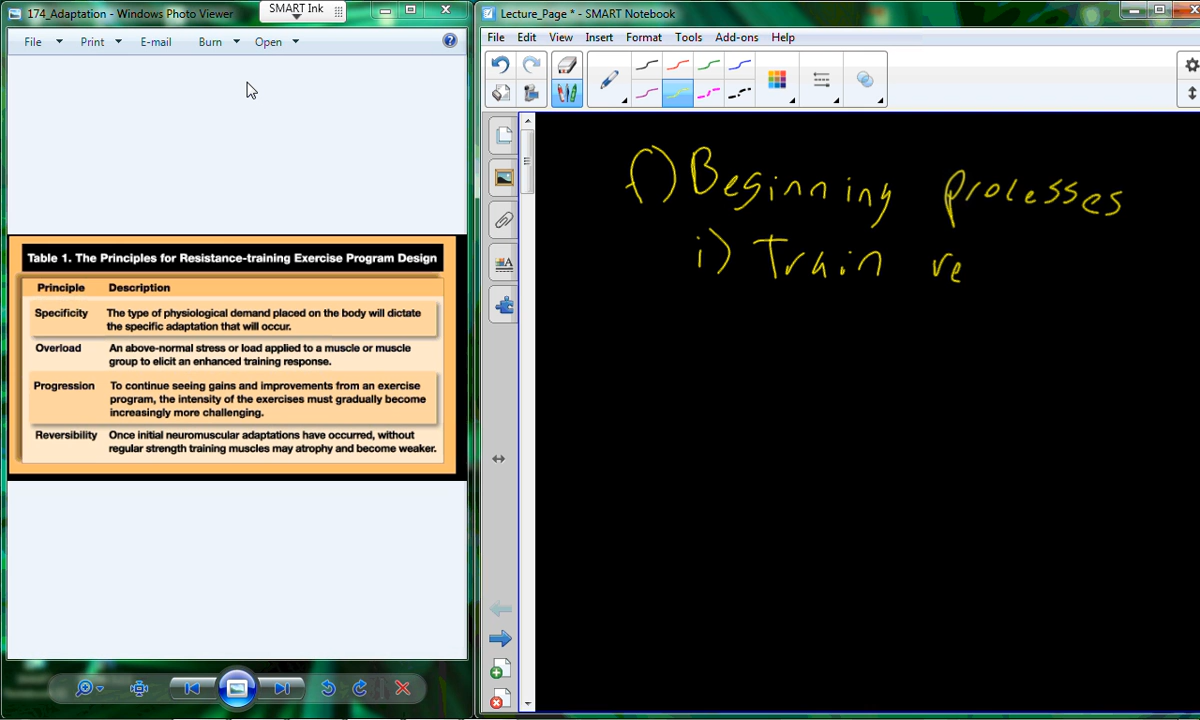 174_Adaptation - Windows Photo Viewer
SMART Ink
File Print E-mail Burn Open
Table 1. The Principles for Resistance-training Exercise Program Design
Principle Description
Specificity The type of physiological demand placed on the body will dictate
the specific adaptation that will occur.
Overload An above-normal stress or load applied to a muscle or muscle
group to elicit an enhanced training response.
Progression To continue seeing gains and improvements from an exercise
program, the intensity of the exercises must gradually become
increasingly more challenging.
Reversibility Once initial neuromuscular adaptations have occurred, without
regular strength training muscles may atrophy and become weaker.
Lecture_Page * - SMART Notebook
File Edit View Insert Format Tools Add-ons Help
f) Beginning processes
i) Train re